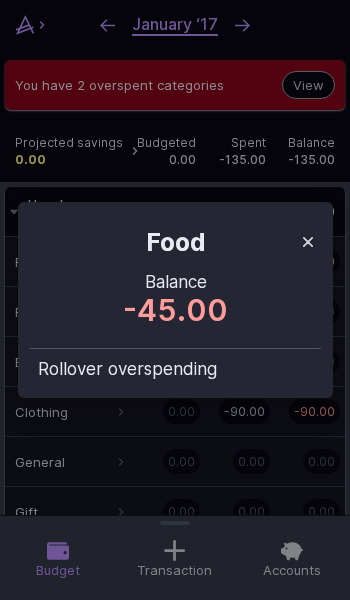 January ‘17
You have 2 overspent categories
View
Projected savings
Budgeted
Spent
Balance
0.00
0.00
-135.00
-135.00
Food
Balance
-45.00
Rollover overspending
Clothing
0.00
-90.00
-90.00
General
0.00
0.00
0.00
Gift
0.00
0.00
0.00
Budget
Transaction
Accounts